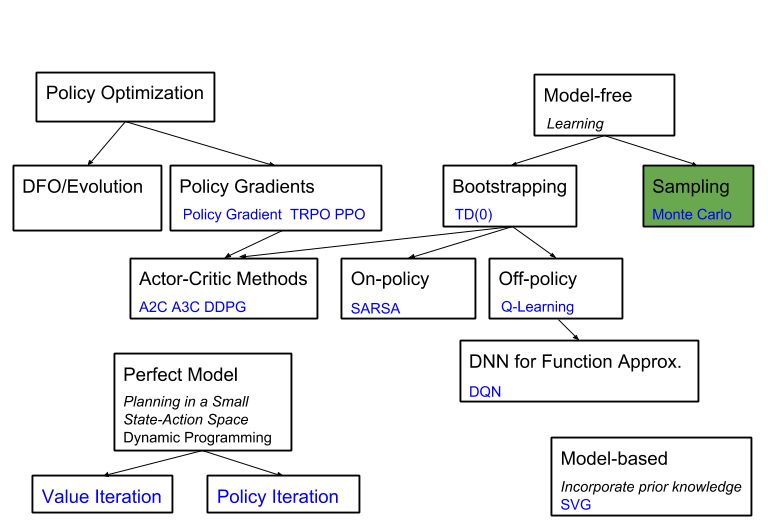 Policy Optimization
Model-free
Learning
DFO/Evolution
Policy Gradients
Policy Gradient TRPO PPO
Bootstrapping
TD(0)
Sampling
Monte Carlo
Actor-Critic Methods
A2C A3C DDPG
On-policy
SARSA
Off-policy
Q-Learning
DNN for Function Approx.
DQN
Perfect Model
Planning in a Small
State-Action Space
Dynamic Programming
Value Iteration
Policy Iteration
Model-based
Incorporate prior knowledge
SVG